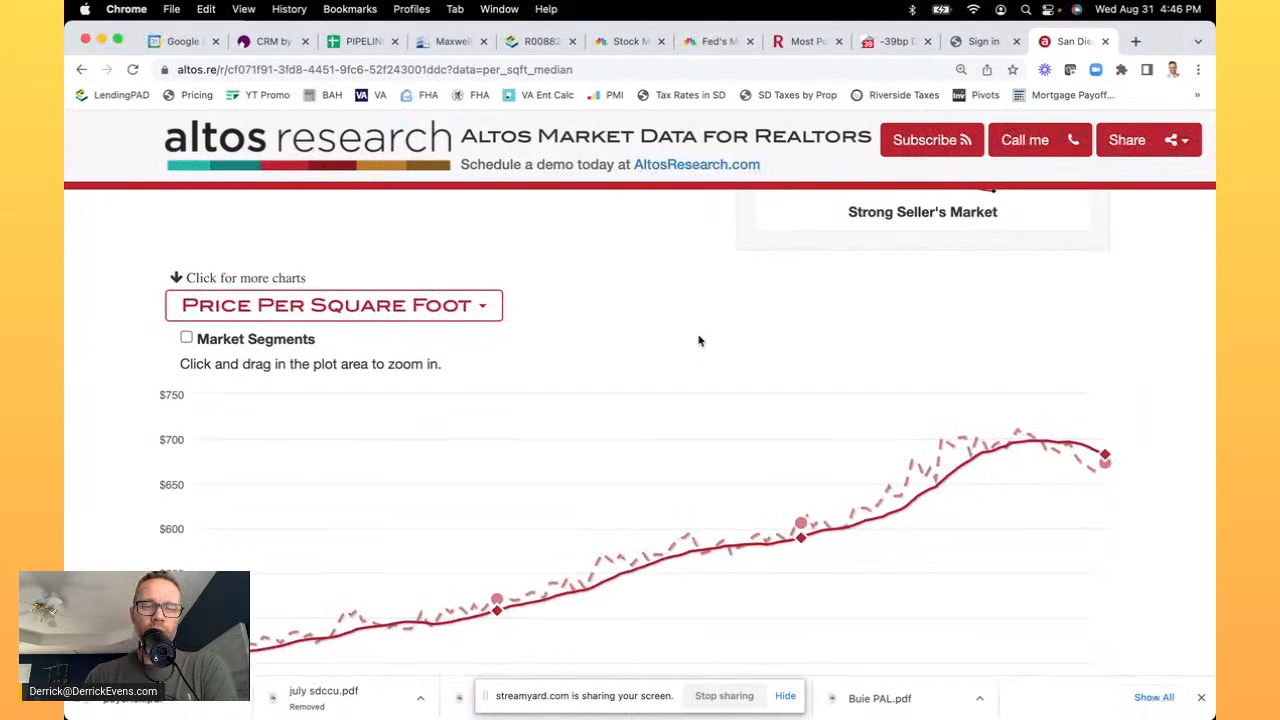 Chrome File Edit View History Bookmarks Profiles Tab Window Help Wed Aug 31 4:46 PM
Google CRM by PIPELIN Maxwell R00882 Stock M Fed's M Most Po -39bp D Sign in San Die
altos.re/r/cf071f91-3fd8-4451-9fc6-52f243001ddc?data=per_sqft_median
LendingPAD Pricing YT Promo BAH VA FHA FHA VA Ent Calc PMI Tax Rates in SD SD Taxes by Prop Riverside Taxes Pivots Mortgage Payoff... »
altos research ALTOS MARKET DATA FOR REALTORS Subscribe Call me Share
Schedule a demo today at AltosResearch.com
Strong Seller's Market
Click for more charts
PRICE PER SQUARE FOOT
Market Segments
Click and drag in the plot area to zoom in.
$750
$700
$650
$600
Derrick@DerrickEvens.com
july sdccu.pdf
Removed
streamyard.com is sharing your screen. Stop sharing Hide
Buie PAL.pdf
Show All